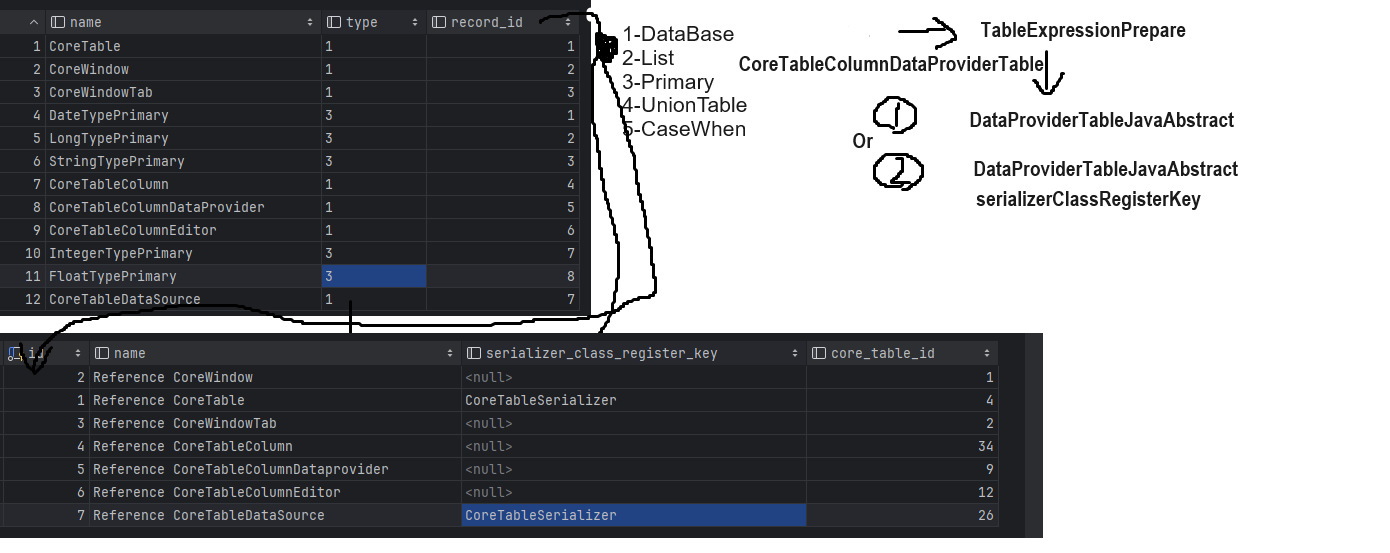 name type record_id
1 CoreTable 1 1
2 CoreWindow 1 2
3 CoreWindowTab 1 3
4 DateTypePrimary 3 1
5 LongTypePrimary 3 2
6 StringTypePrimary 3 3
7 CoreTableColumn 1 4
8 CoreTableColumnDataProvider 1 5
9 CoreTableColumnEditor 1 6
10 IntegerTypePrimary 3 7
11 FloatTypePrimary 3 8
12 CoreTableDataSource 1 7
1-DataBase
2-List
3-Primary
4-UnionTable
5-CaseWhen
TableExpressionPrepare
CoreTableColumnDataProviderTable
1 DataProviderTableJavaAbstract
Or
2 DataProviderTableJavaAbstract
serializerClassRegisterKey
id name serializer_class_register_key core_table_id
2 Reference CoreWindow <null> 1
1 Reference CoreTable CoreTableSerializer 4
3 Reference CoreWindowTab <null> 2
4 Reference CoreTableColumn <null> 34
5 Reference CoreTableColumnDataprovider <null> 9
6 Reference CoreTableColumnEditor <null> 12
7 Reference CoreTableDataSource CoreTableSerializer 26